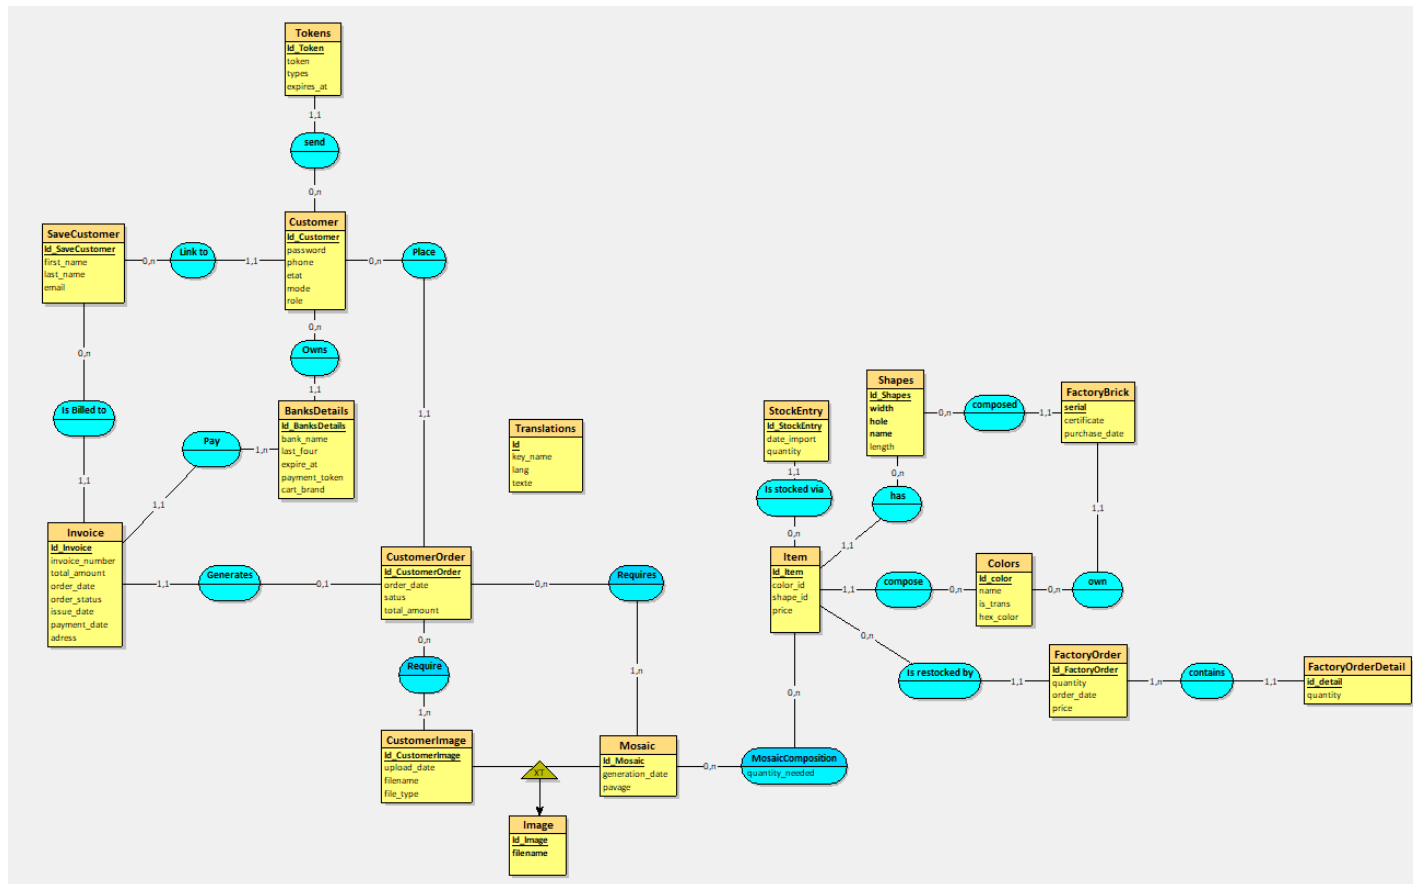 Tokens
Id_Token
token
types
expires_at
1,1
send
0,n
SaveCustomer
Id_SaveCustomer
first_name
last_name
email
0,n
Link to
1,1
Customer
Id_Customer
password
phone
etat
mode
role
0,n
Place
0,n
Owns
1,1
0,n
Is Billed to
1,1
BanksDetails
Id_BanksDetails
bank_name
last_four
expire_at
payment_token
cart_brand
Pay
1,n
1,1
1,1
Translations
Id
key_name
lang
texte
StockEntry
Id_StockEntry
date_import
quantity
1,1
Is stocked via
0,n
Shapes
Id_Shapes
width
hole
name
length
0,n
composed
1,1
FactoryBrick
serial
certificate
purchase_date
0,n
has
1,1
1,1
Invoice
Id_Invoice
invoice_number
total_amount
order_date
order_status
issue_date
payment_date
adress
1,1
Generates
0,1
CustomerOrder
Id_CustomerOrder
order_date
satus
total_amount
0,n
Requires
1,n
Item
Id_Item
color_id
shape_id
price
1,1
compose
0,n
Colors
Id_color
name
is_trans
hex_color
0,n
own
0,n
Require
1,n
0,n
Is restocked by
1,1
FactoryOrder
Id_FactoryOrder
quantity
order_date
price
1,n
contains
1,1
FactoryOrderDetail
id_detail
quantity
0,n
CustomerImage
Id_CustomerImage
upload_date
filename
file_type
XT
Mosaic
Id_Mosaic
generation_date
pavage
0,n
MosaicComposition
quantity_needed
Image
Id_Image
filename